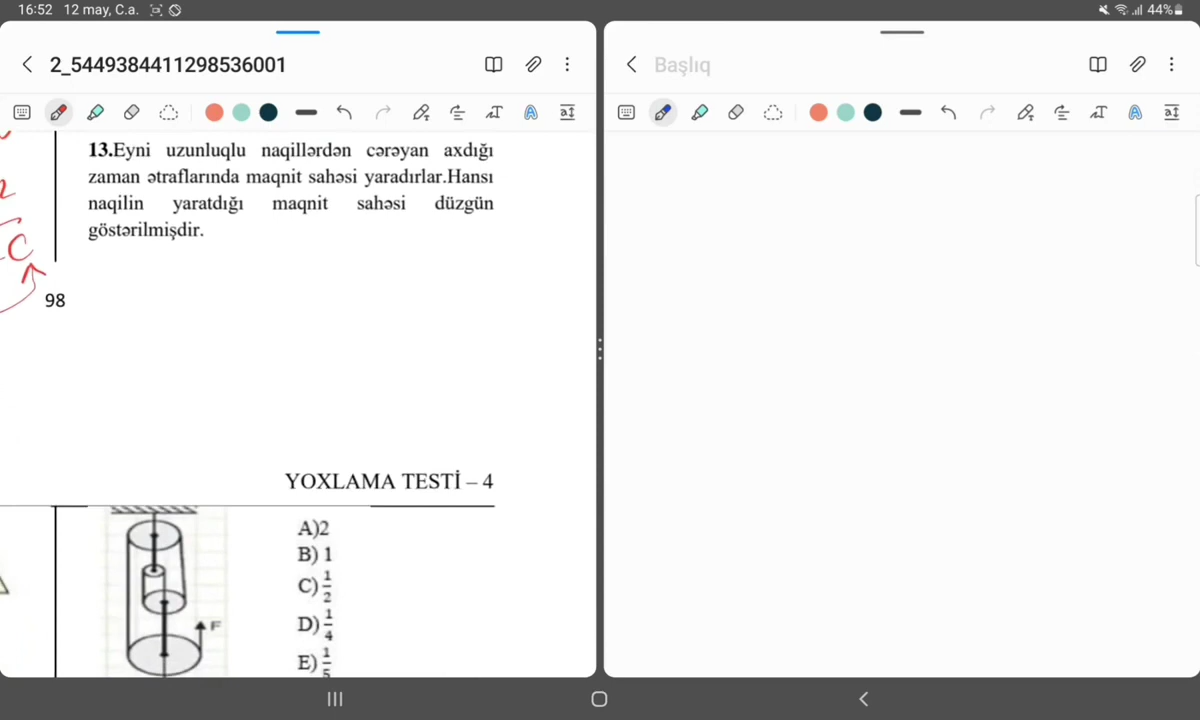 16:52 12 may, C.a. 44%
2_5449384411298536001
Başlıq
13.Eyni uzunluqlu naqillərdən cərəyan axdığı
zaman ətraflarında maqnit sahəsi yaradırlar.Hansı
naqilin yaratdığı maqnit sahəsi düzgün
göstərilmişdir.
2
C
98
YOXLAMA TESTİ – 4
A)2
B) 1
C) 1/2
D) 1/4
E) 1/5
F